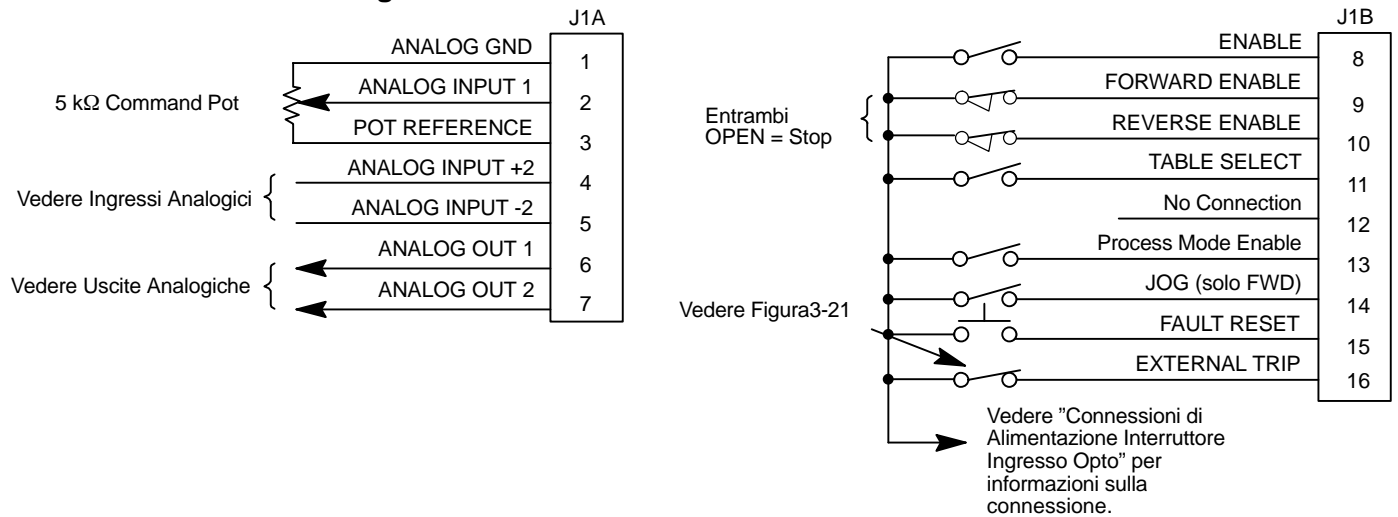 J1A
ANALOG GND
1
ANALOG INPUT 1
2
5 kΩ Command Pot
POT REFERENCE
3
ANALOG INPUT +2
4
Vedere Ingressi Analogici
ANALOG INPUT -2
5
ANALOG OUT 1
6
Vedere Uscite Analogiche
ANALOG OUT 2
7
J1B
ENABLE
8
FORWARD ENABLE
9
Entrambi
OPEN = Stop
REVERSE ENABLE
10
TABLE SELECT
11
No Connection
12
Process Mode Enable
13
JOG (solo FWD)
14
Vedere Figura3-21
FAULT RESET
15
EXTERNAL TRIP
16
Vedere ”Connessioni di
Alimentazione Interruttore
Ingresso Opto” per
informazioni sulla
connessione.